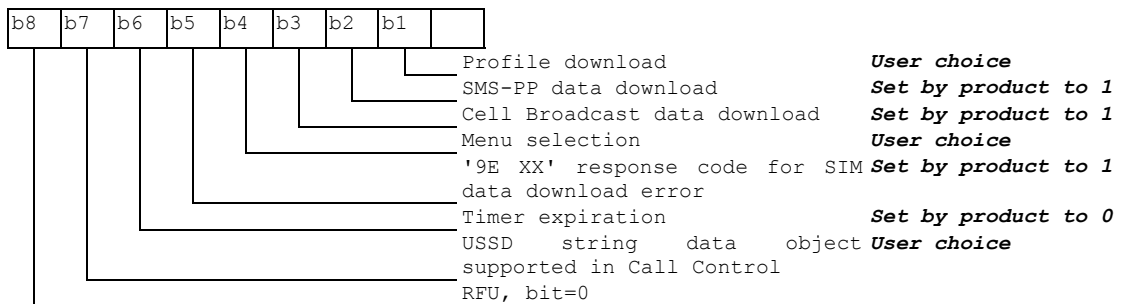 b8 b7 b6 b5 b4 b3 b2 b1
Profile download User choice
SMS-PP data download Set by product to 1
Cell Broadcast data download Set by product to 1
Menu selection User choice
'9E XX' response code for SIM Set by product to 1
data download error
Timer expiration Set by product to 0
USSD string data object User choice
supported in Call Control
RFU, bit=0